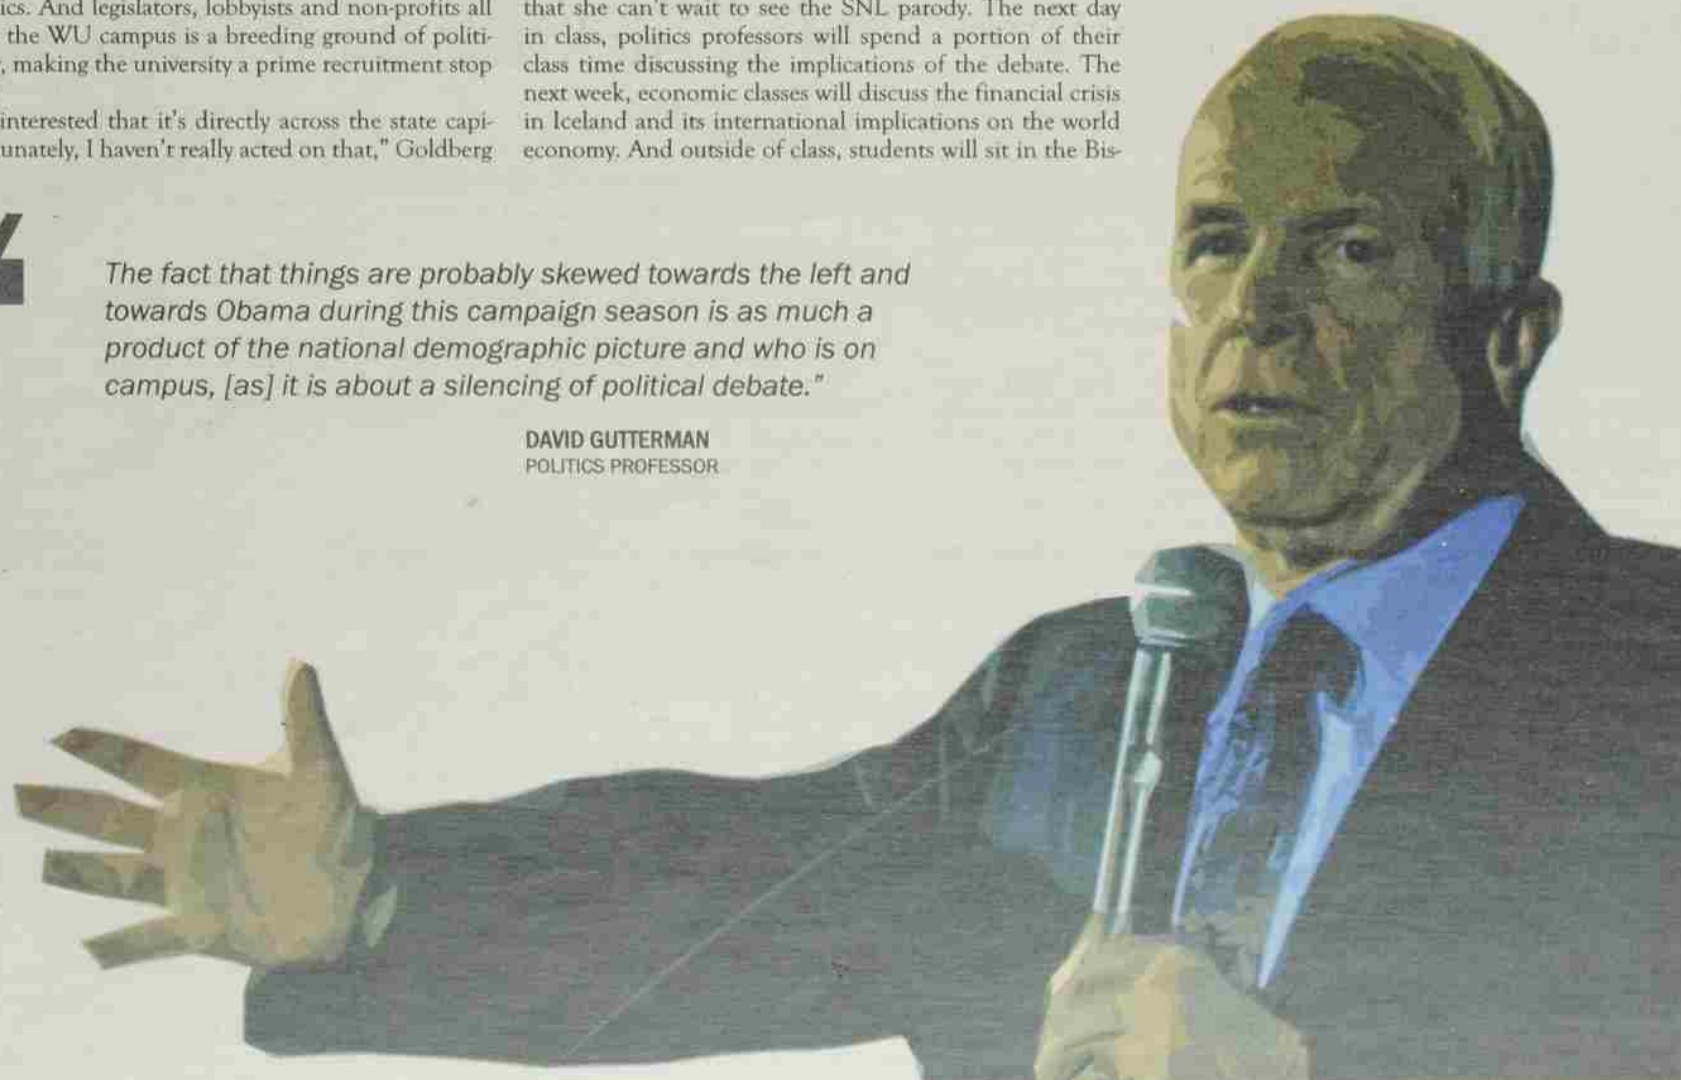 ics. And legislators, lobbyists and non-profits all
the WU campus is a breeding ground of politi-
, making the university a prime recruitment stop
interested that it's directly across the state capi-
unately, I haven't really acted on that," Goldberg
that she can't wait to see the SNL parody. The next day
in class, politics professors will spend a portion of their
class time discussing the implications of the debate. The
next week, economic classes will discuss the financial crisis
in Iceland and its international implications on the world
economy. And outside of class, students will sit in the Bis-
The fact that things are probably skewed towards the left and
towards Obama during this campaign season is as much a
product of the national demographic picture and who is on
campus, [as] it is about a silencing of political debate."
DAVID GUTTERMAN
POLITICS PROFESSOR